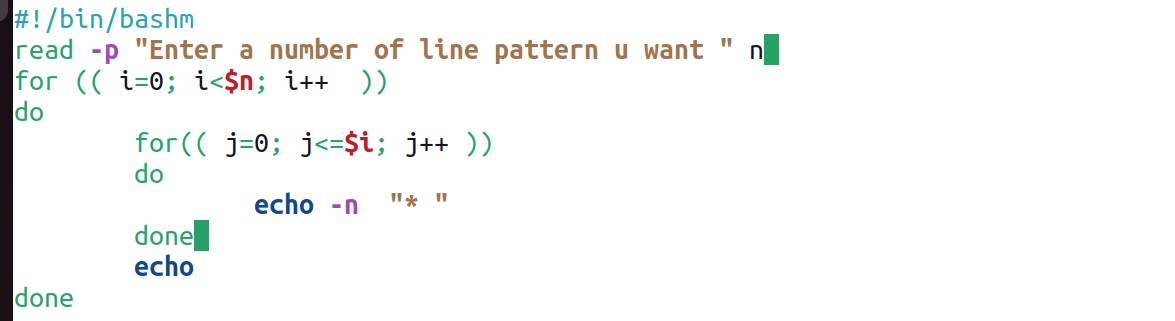 #!/bin/bashm
read -p "Enter a number of line pattern u want " n
for (( i=0; i<$n; i++  ))
do
        for(( j=0; j<=$i; j++ ))
        do
                echo -n  "* "
        done
        echo
done